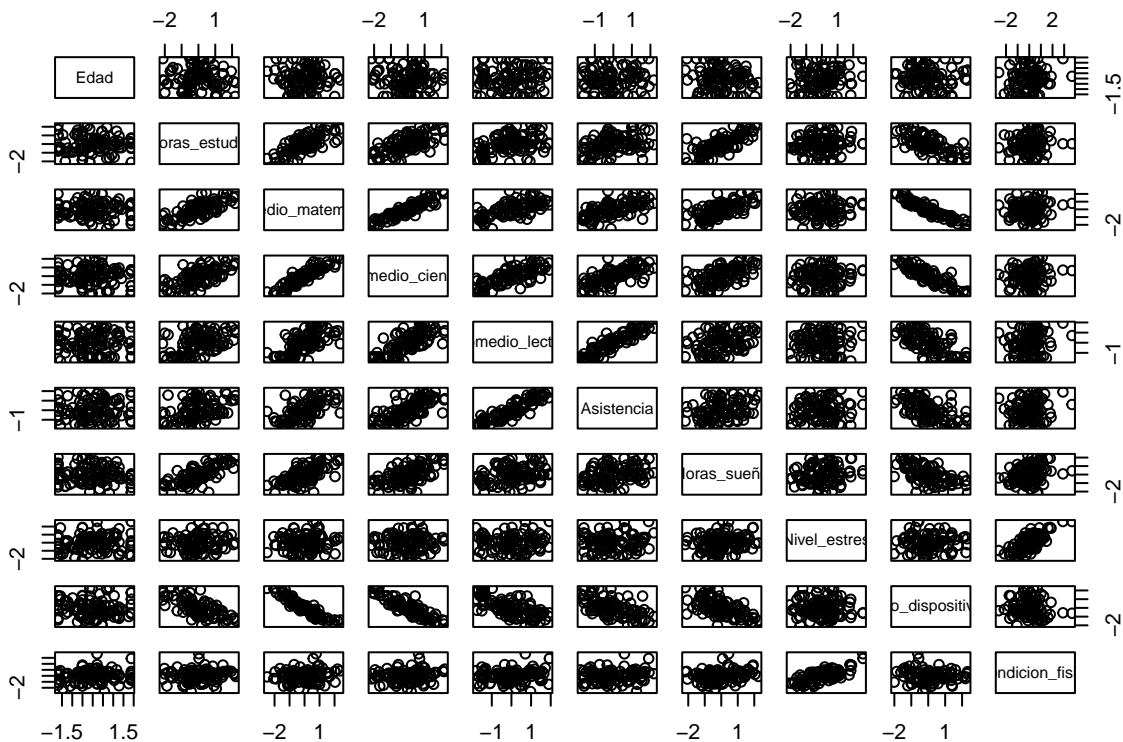 −2 1 −2 1 −1 1 −2 1 −2 2
Edad
−1.5
−2 oras_estud
edio_matem −2
−2 medio_cien
omedio_lect −1
−1 Asistencia
loras_sueñ −2
−2 Nivel_estres
o_dispositiv −2
−2 ndicion_fis
−1.5 1.5 −2 1 −1 1 −2 1 −2 1